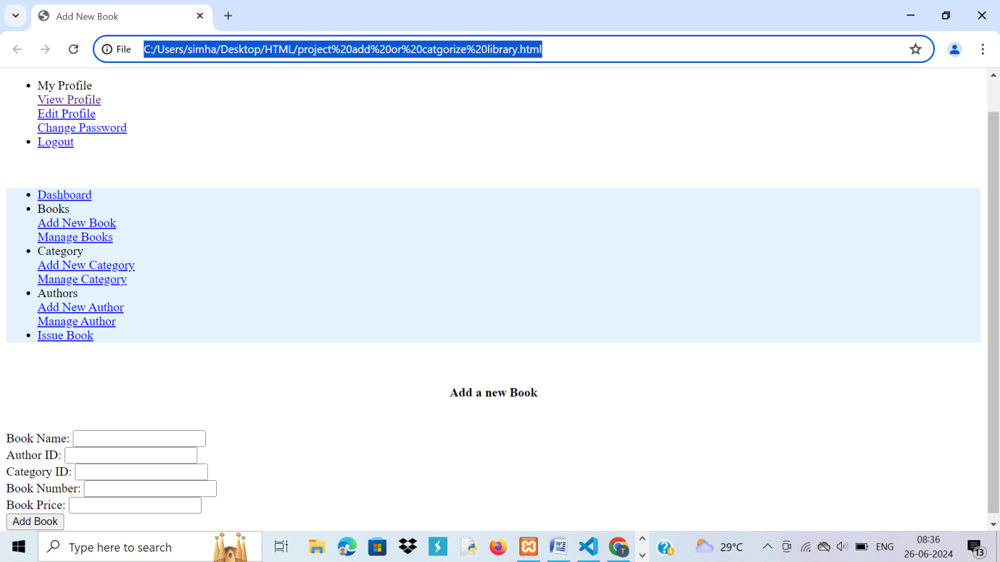 Add New Book
File C:/Users/simha/Desktop/HTML/project%20add%20or%20catgorize%20library.html
My Profile
View Profile
Edit Profile
Change Password
Logout
Dashboard
Books
Add New Book
Manage Books
Category
Add New Category
Manage Category
Authors
Add New Author
Manage Author
Issue Book
Add a new Book
Book Name:
Author ID:
Category ID:
Book Number:
Book Price:
Add Book
Type here to search
29°C
ENG
08:36
26-06-2024
13